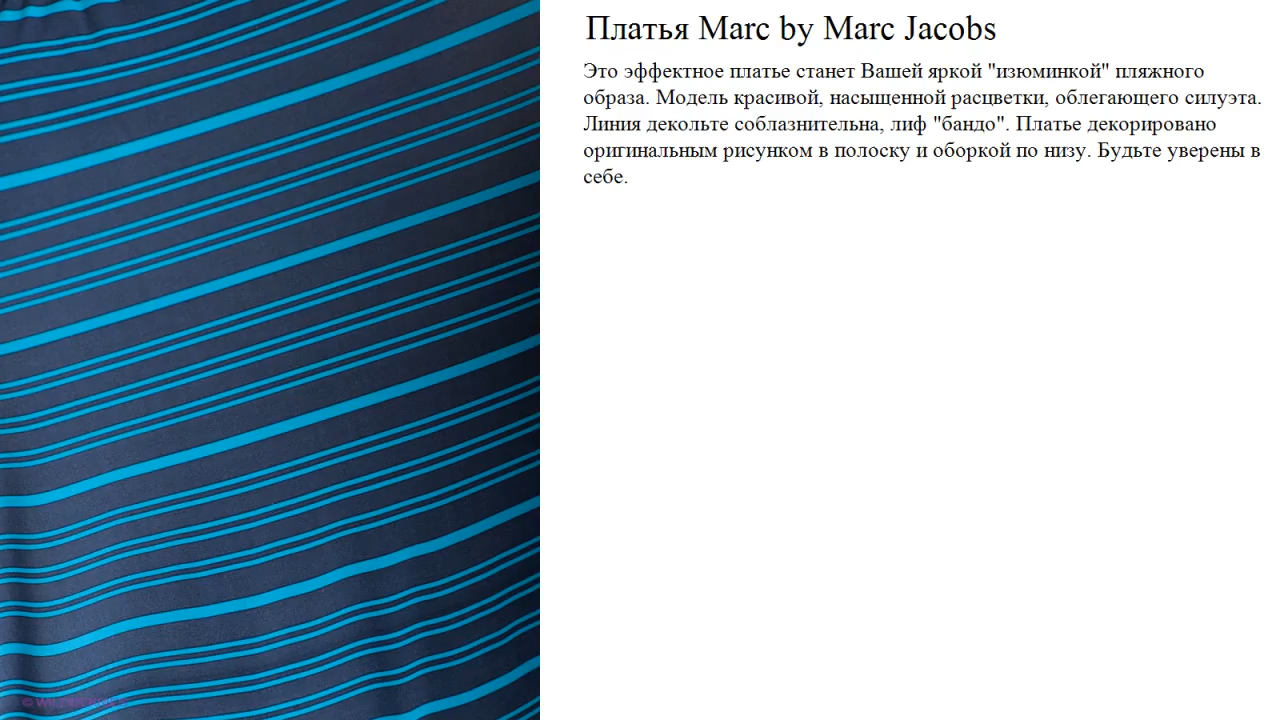 Платья Marc by Marc Jacobs
Это эффектное платье станет Вашей яркой "изюминкой" пляжного
образа. Модель красивой, насыщенной расцветки, облегающего силуэта.
Линия декольте соблазнительна, лиф "бандо". Платье декорировано
оригинальным рисунком в полоску и оборкой по низу. Будьте уверены в
себе.